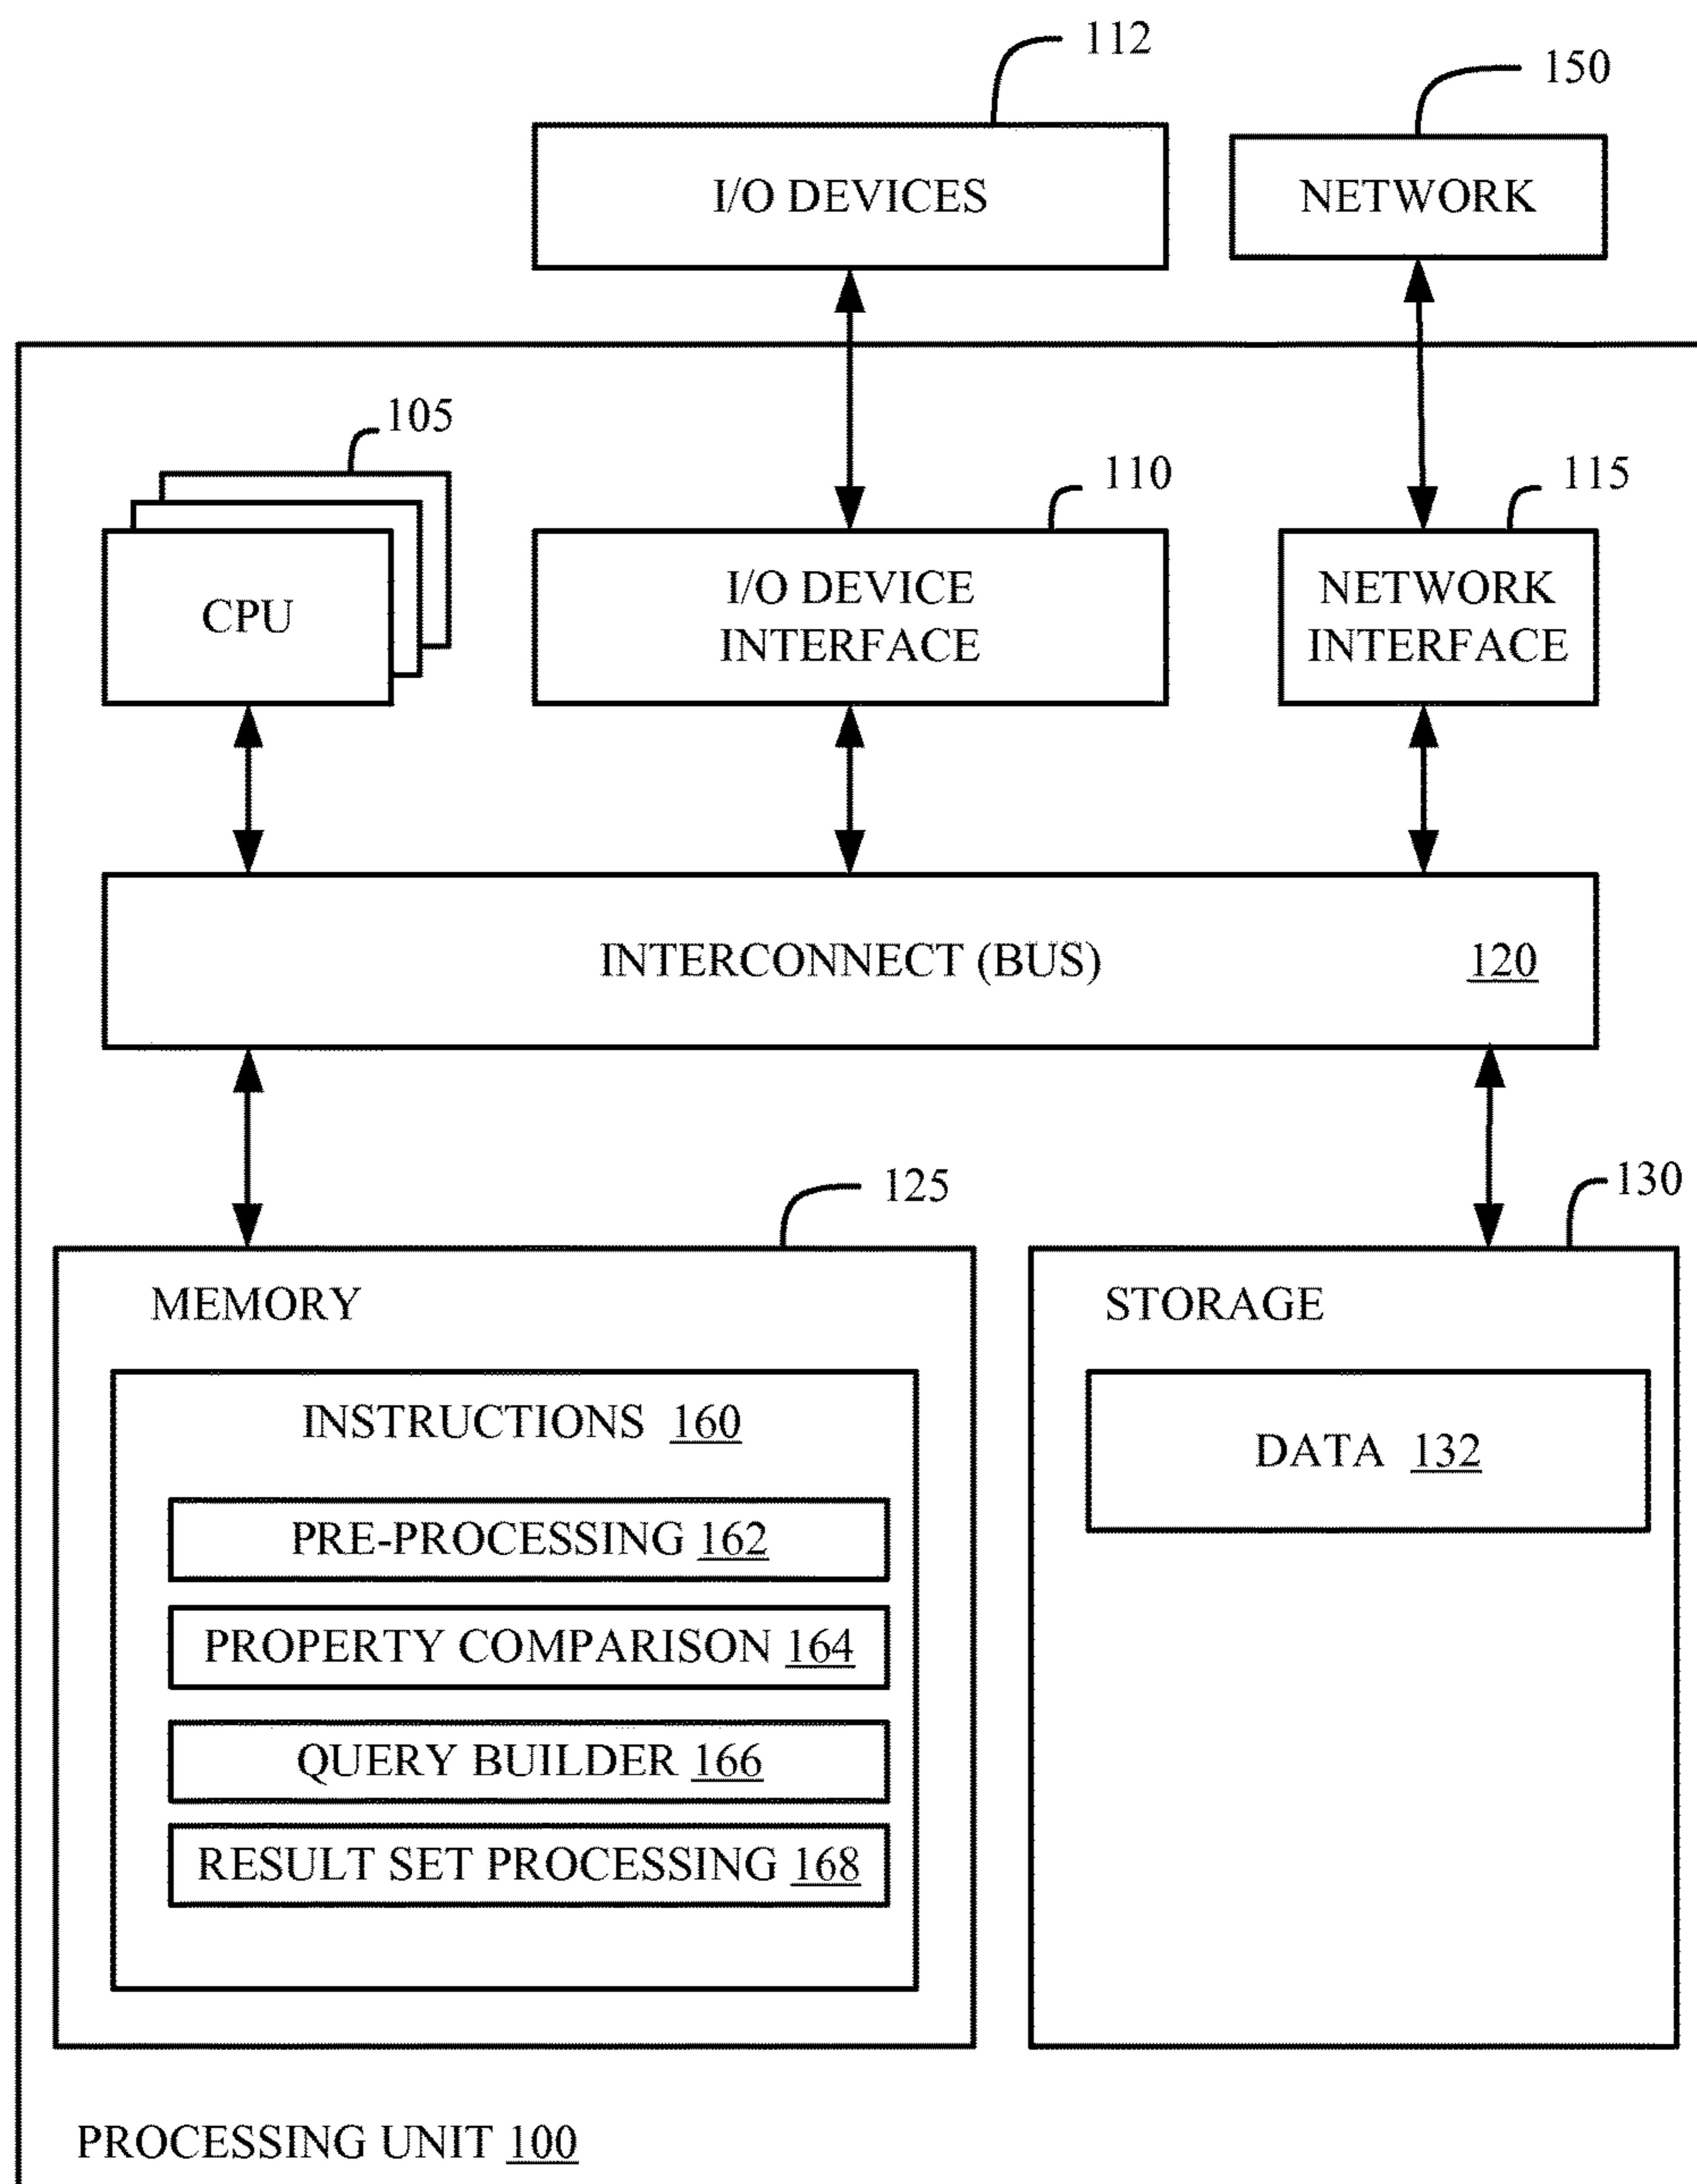 112
150
I/O DEVICES
NETWORK
105
110
115
CPU
I/O DEVICE
INTERFACE
NETWORK
INTERFACE
INTERCONNECT (BUS) 120
125
130
MEMORY
STORAGE
INSTRUCTIONS 160
DATA 132
PRE-PROCESSING 162
PROPERTY COMPARISON 164
QUERY BUILDER 166
RESULT SET PROCESSING 168
PROCESSING UNIT 100